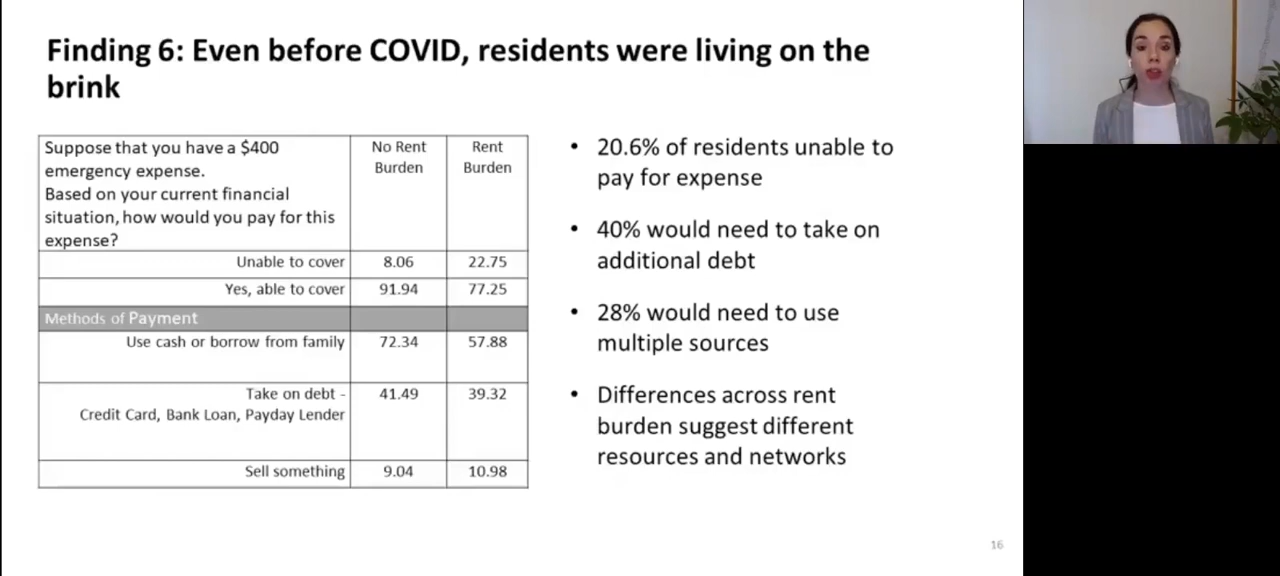 Finding 6: Even before COVID, residents were living on the
brink
Suppose that you have a $400
emergency expense.
Based on your current financial
situation, how would you pay for this
expense?
No Rent
Burden
Rent
Burden
Unable to cover 8.06 22.75
Yes, able to cover 91.94 77.25
Methods of Payment
Use cash or borrow from family 72.34 57.88
Take on debt - 41.49 39.32
Credit Card, Bank Loan, Payday Lender
Sell something 9.04 10.98
• 20.6% of residents unable to
pay for expense
• 40% would need to take on
additional debt
• 28% would need to use
multiple sources
• Differences across rent
burden suggest different
resources and networks
16